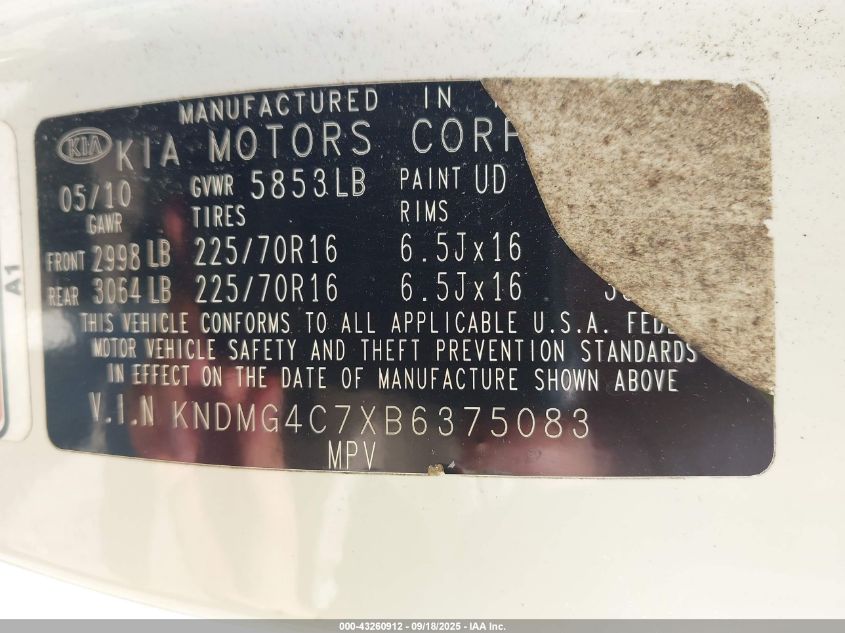 MANUFACTURED IN
KIA KIA MOTORS CORP
05/10 GVWR 5853LB PAINT UD
GAWR TIRES RIMS
FRONT 2998 LB 225/70R16 6.5Jx16
REAR 3064 LB 225/70R16 6.5Jx16
THIS VEHICLE CONFORMS TO ALL APPLICABLE U.S.A. FEDE
MOTOR VEHICLE SAFETY AND THEFT PREVENTION STANDARDS
IN EFFECT ON THE DATE OF MANUFACTURE SHOWN ABOVE
V.I.N KNDMG4C7XB6375083
MPV
A1
000-43260912 - 09/18/2025 - IAA Inc.